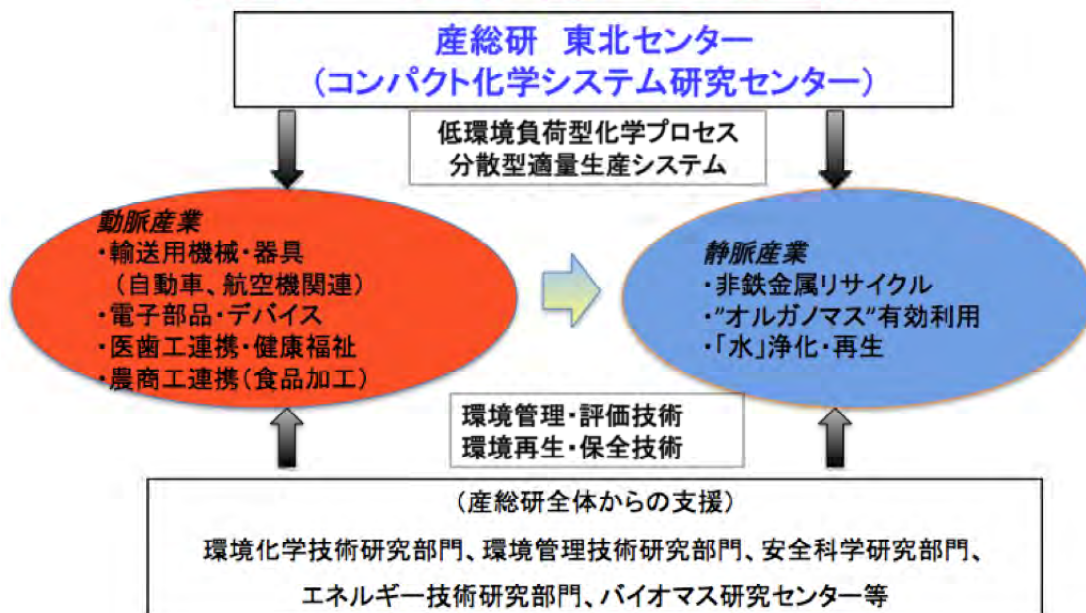 産総研 東北センター
(コンパクト化学システム研究センター)
低環境負荷型化学プロセス
分散型適量生産システム
動脈産業
・輸送用機械・器具
(自動車、航空機関連)
・電子部品・デバイス
・医歯工連携・健康福祉
・農商工連携(食品加工)
静脈産業
・非鉄金属リサイクル
・”オルガノマス”有効利用
・「水」浄化・再生
環境管理・評価技術
環境再生・保全技術
(産総研全体からの支援)
環境化学技術研究部門、環境管理技術研究部門、安全科学研究部門、
エネルギー技術研究部門、バイオマス研究センター等